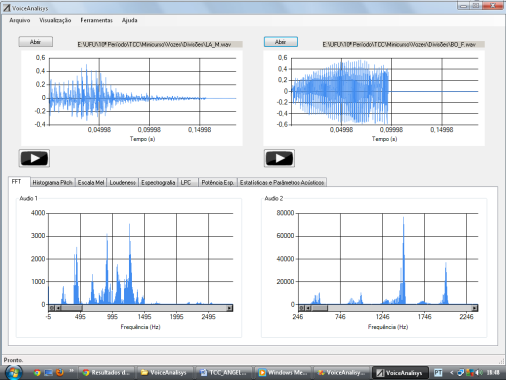 VoiceAnalisys
Arquivo Visualização Ferramentas Ajuda
Abrir E:\UFU\10º Período\TCC\Minicurso\Vozes\Divisões\LA_M.wav
Abrir E:\UFU\10º Período\TCC\Minicurso\Vozes\Divisões\BO_F.wav
0,6
0,4
0,2
0
-0,2
-0,4
0,04998 0,09998 0,14998
Tempo (s)
0,6
0,4
0,2
0
-0,2
-0,4
-0,6
0,04998 0,09998 0,14998
Tempo (s)
FFT Histograma Pitch Escala Mel Loudeness Espectrografia LPC Potência Esp. Estatísticas e Parâmetros Acústicos
Audio 1
4000
3000
2000
1000
0
-5 495 995 1495 1995 2495
Frequência (Hz)
Audio 2
80000
60000
40000
20000
0
246 746 1246 1746 2246
Frequência (Hz)
Pronto.
Resultados d... VoiceAnalisys TCC_ANGEL... Windows Me... VoiceAnalisy... VoiceAnalisys PT 18:48